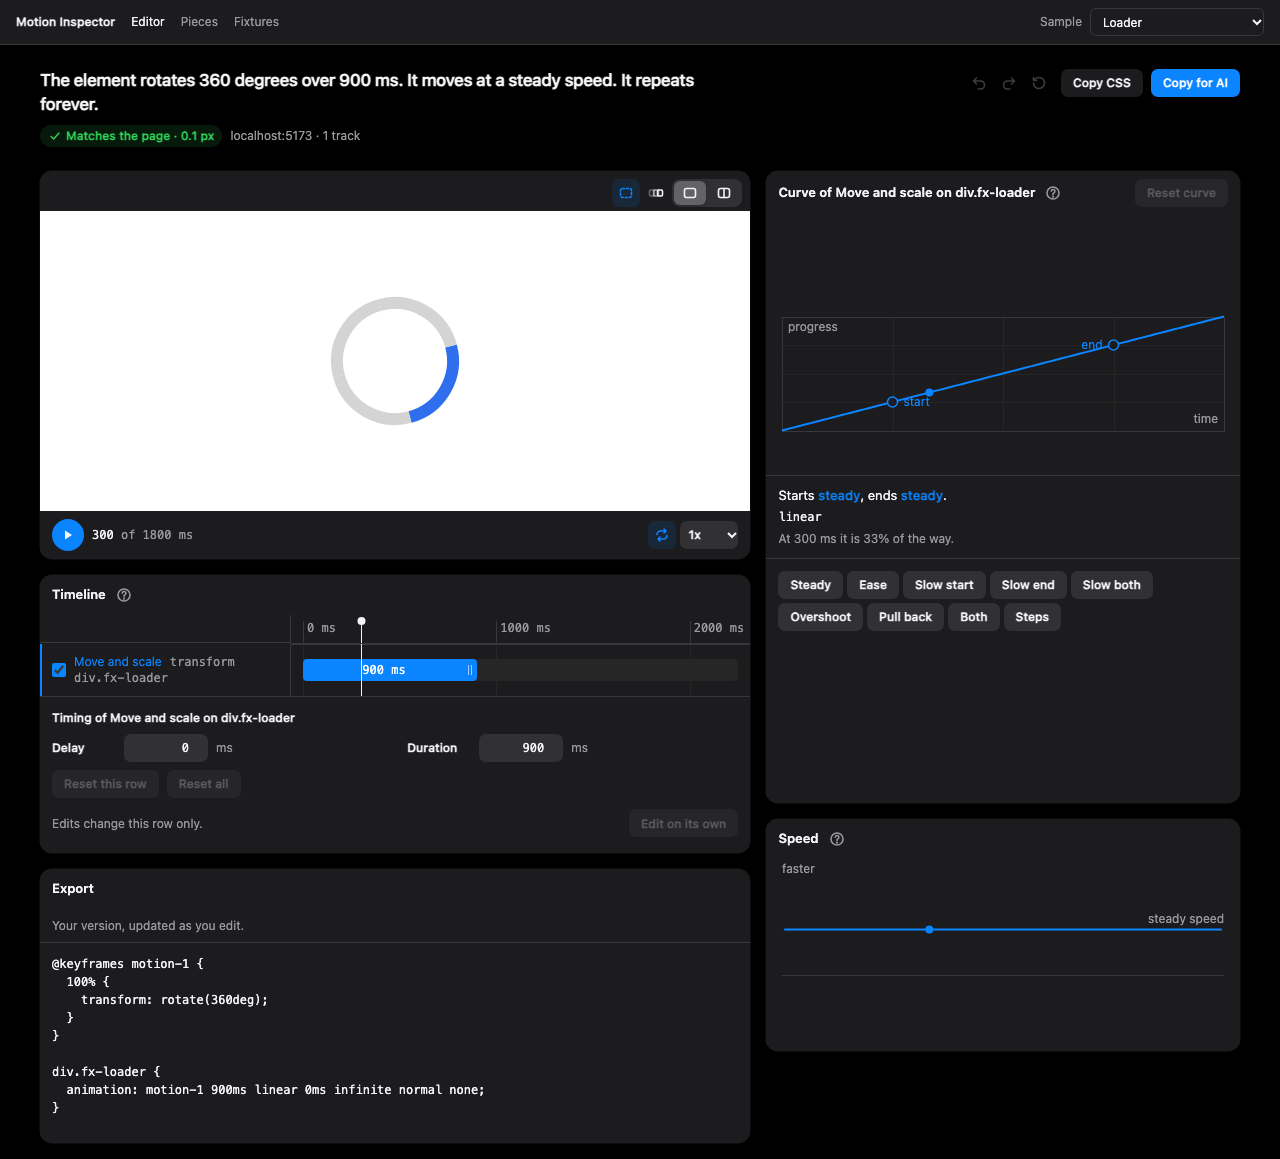 Motion Inspector Editor Pieces Fixtures Sample Loader
The element rotates 360 degrees over 900 ms. It moves at a steady speed. It repeats
forever.
Copy CSS Copy for AI
Matches the page · 0.1 px localhost:5173 · 1 track
300 of 1800 ms 1x
Timeline
0 ms 1000 ms 2000 ms
Move and scale transform
div.fx-loader
900 ms
Timing of Move and scale on div.fx-loader
Delay 0 ms Duration 900 ms
Reset this row Reset all
Edits change this row only. Edit on its own
Export
Your version, updated as you edit.
@keyframes motion-1 {
100% {
transform: rotate(360deg);
}
}
div.fx-loader {
animation: motion-1 900ms linear 0ms infinite normal none;
}
Curve of Move and scale on div.fx-loader Reset curve
progress
end
start
time
Starts steady, ends steady.
linear
At 300 ms it is 33% of the way.
Steady Ease Slow start Slow end Slow both
Overshoot Pull back Both Steps
Speed
faster
steady speed